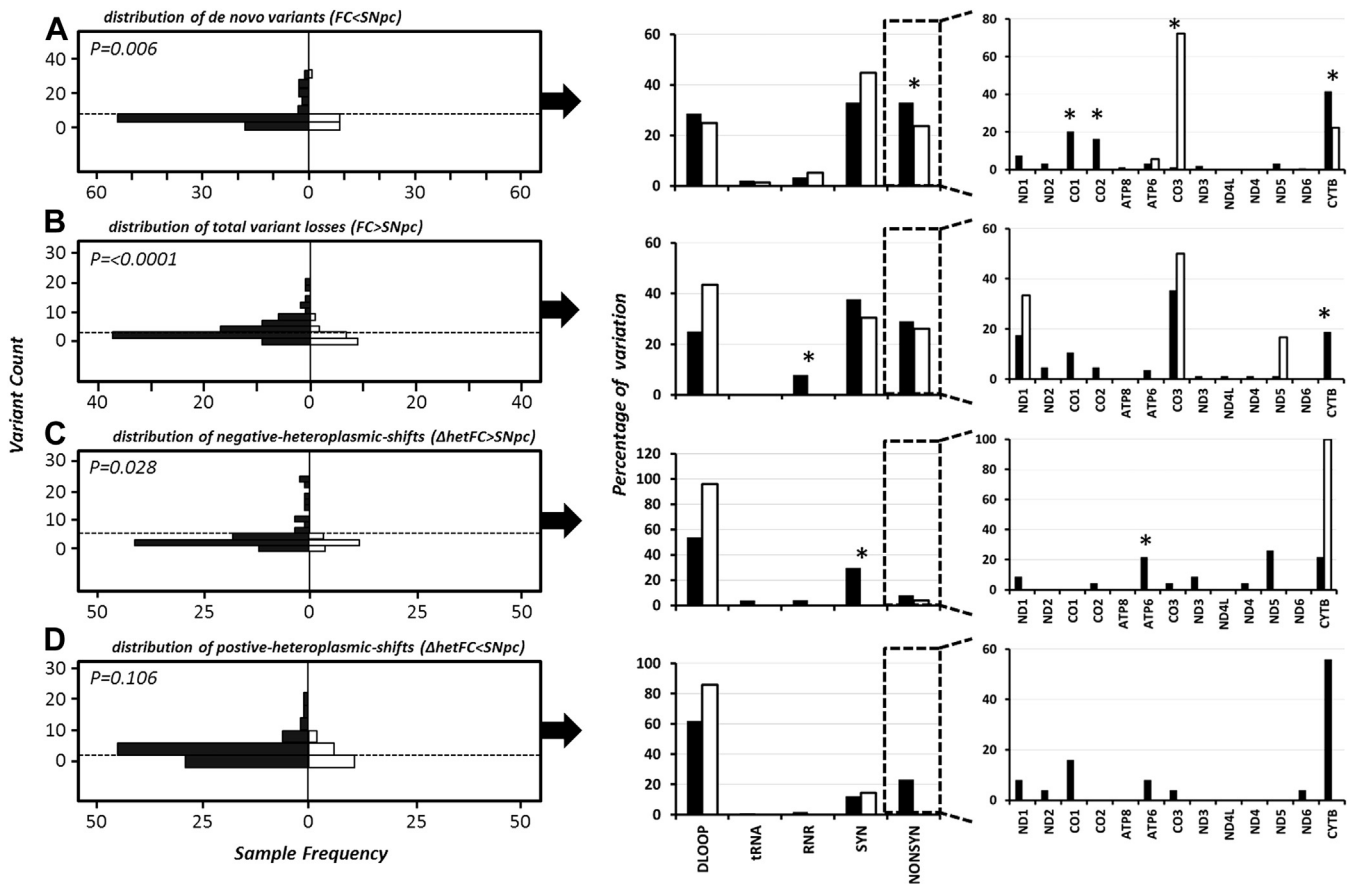 A
distribution of de novo variants (FC<SNpc)
P=0.006
40
20
0
60
30
0
30
60
60
40
20
0
*
80
60
40
20
0
*
*
*
*
ND1
ND2
CO1
CO2
ATP8
ATP6
CO3
ND3
ND4L
ND4
ND5
ND6
CYTB
B
distribution of total variant losses (FC>SNpc)
P=<0.0001
30
20
10
0
40
20
0
20
40
60
40
20
0
*
60
40
20
0
*
ND1
ND2
CO1
CO2
ATP8
ATP6
CO3
ND3
ND4L
ND4
ND5
ND6
CYTB
Variant Count
Percentage of variation
C
distribution of negative-heteroplasmic-shifts (ΔhetFC>SNpc)
P=0.028
30
20
10
0
50
25
0
25
50
120
100
80
60
40
20
0
*
100
80
60
40
20
0
*
ND1
ND2
CO1
CO2
ATP8
ATP6
CO3
ND3
ND4L
ND4
ND5
ND6
CYTB
D
distribution of postive-heteroplasmic-shifts (ΔhetFC<SNpc)
P=0.106
30
20
10
0
50
25
0
25
50
Sample Frequency
100
80
60
40
20
0
DLOOP
tRNA
RNR
SYN
NONSYN
60
40
20
0
ND1
ND2
CO1
CO2
ATP8
ATP6
CO3
ND3
ND4L
ND4
ND5
ND6
CYTB